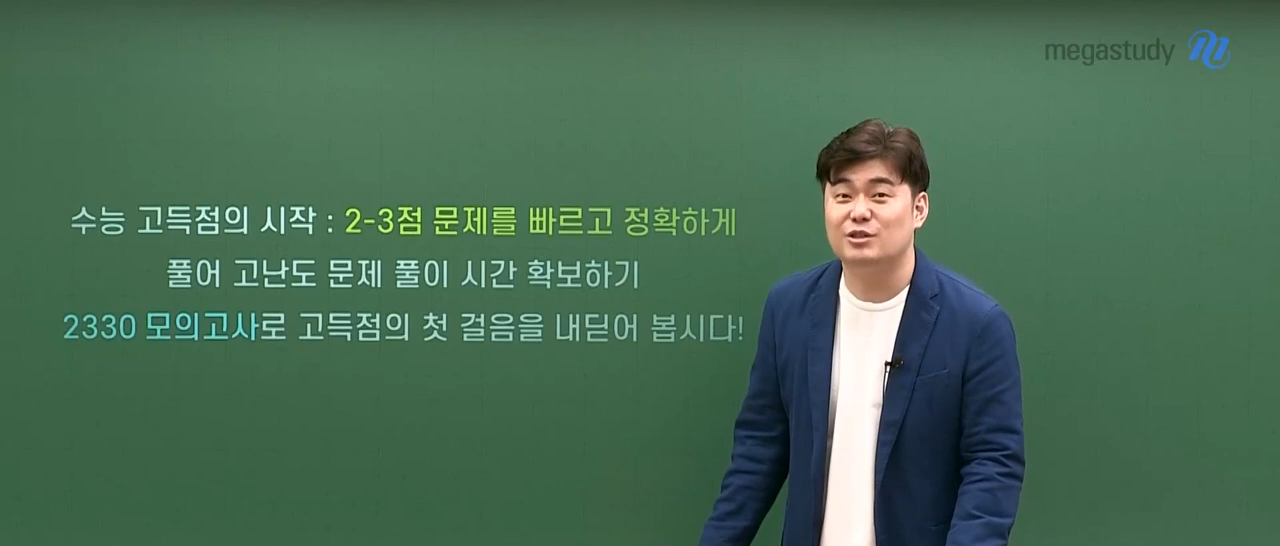 megastudy
수능 고득점의 시작 : 2-3점 문제를 빠르고 정확하게
풀어 고난도 문제 풀이 시간 확보하기
2330 모의고사로 고득점의 첫 걸음을 내딛어 봅시다!